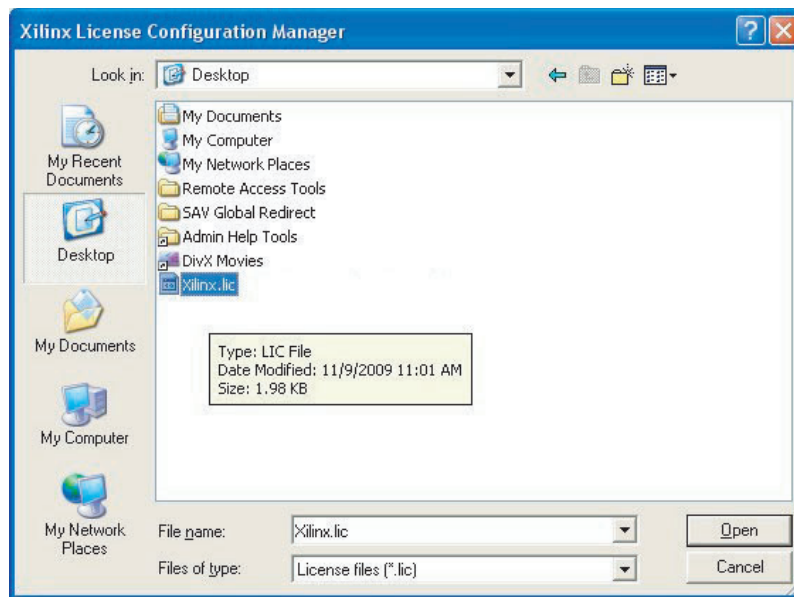 Xilinx License Configuration Manager
Look in:
Desktop
My Recent
Documents
Desktop
My Documents
My Computer
My Network
Places
My Documents
My Computer
My Network Places
Remote Access Tools
SAV Global Redirect
Admin Help Tools
DivX Movies
Xilinx.lic
Type: LIC File
Date Modified: 11/9/2009 11:01 AM
Size: 1.98 KB
File name:
Xilinx.lic
Open
Files of type:
License files (*.lic)
Cancel